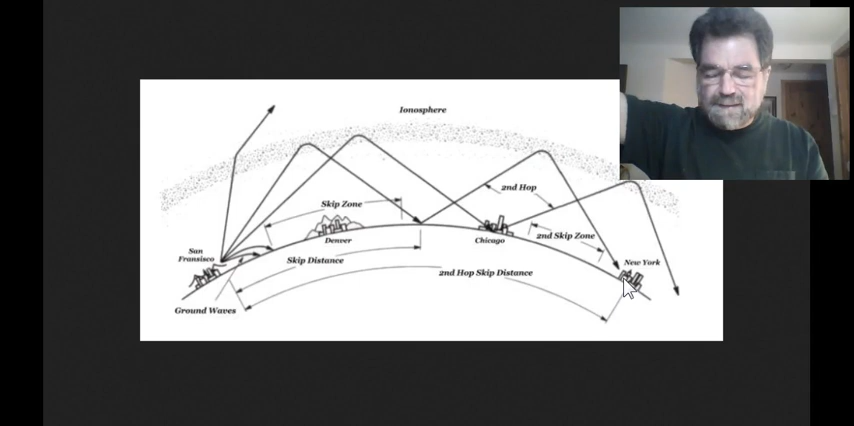 Ionosphere
2nd Hop
Skip Zone
San
Fransisco
Denver
Chicago
2nd Skip Zone
New York
Skip Distance
2nd Hop Skip Distance
Ground Waves